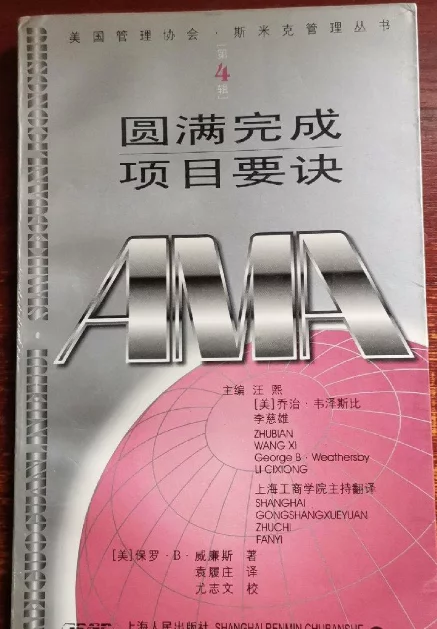 美国管理协会·斯米克管理丛书
[第4辑]
圆满完成
项目要诀
AMA
主编 汪熙
[美]乔治·韦泽斯比
李慈雄
ZHUBIAN
WANG XI
George B·Weathersby
LI CIXIONG
上海工商学院主持翻译
SHANGHAI
GONGSHANGXUEYUAN
ZHUCHI
FANYI
[美]保罗·B·威廉斯 著
袁履庄 译
尤志文 校
上海人民出版社 SHANGHAI RENMIN CHUBANSHE